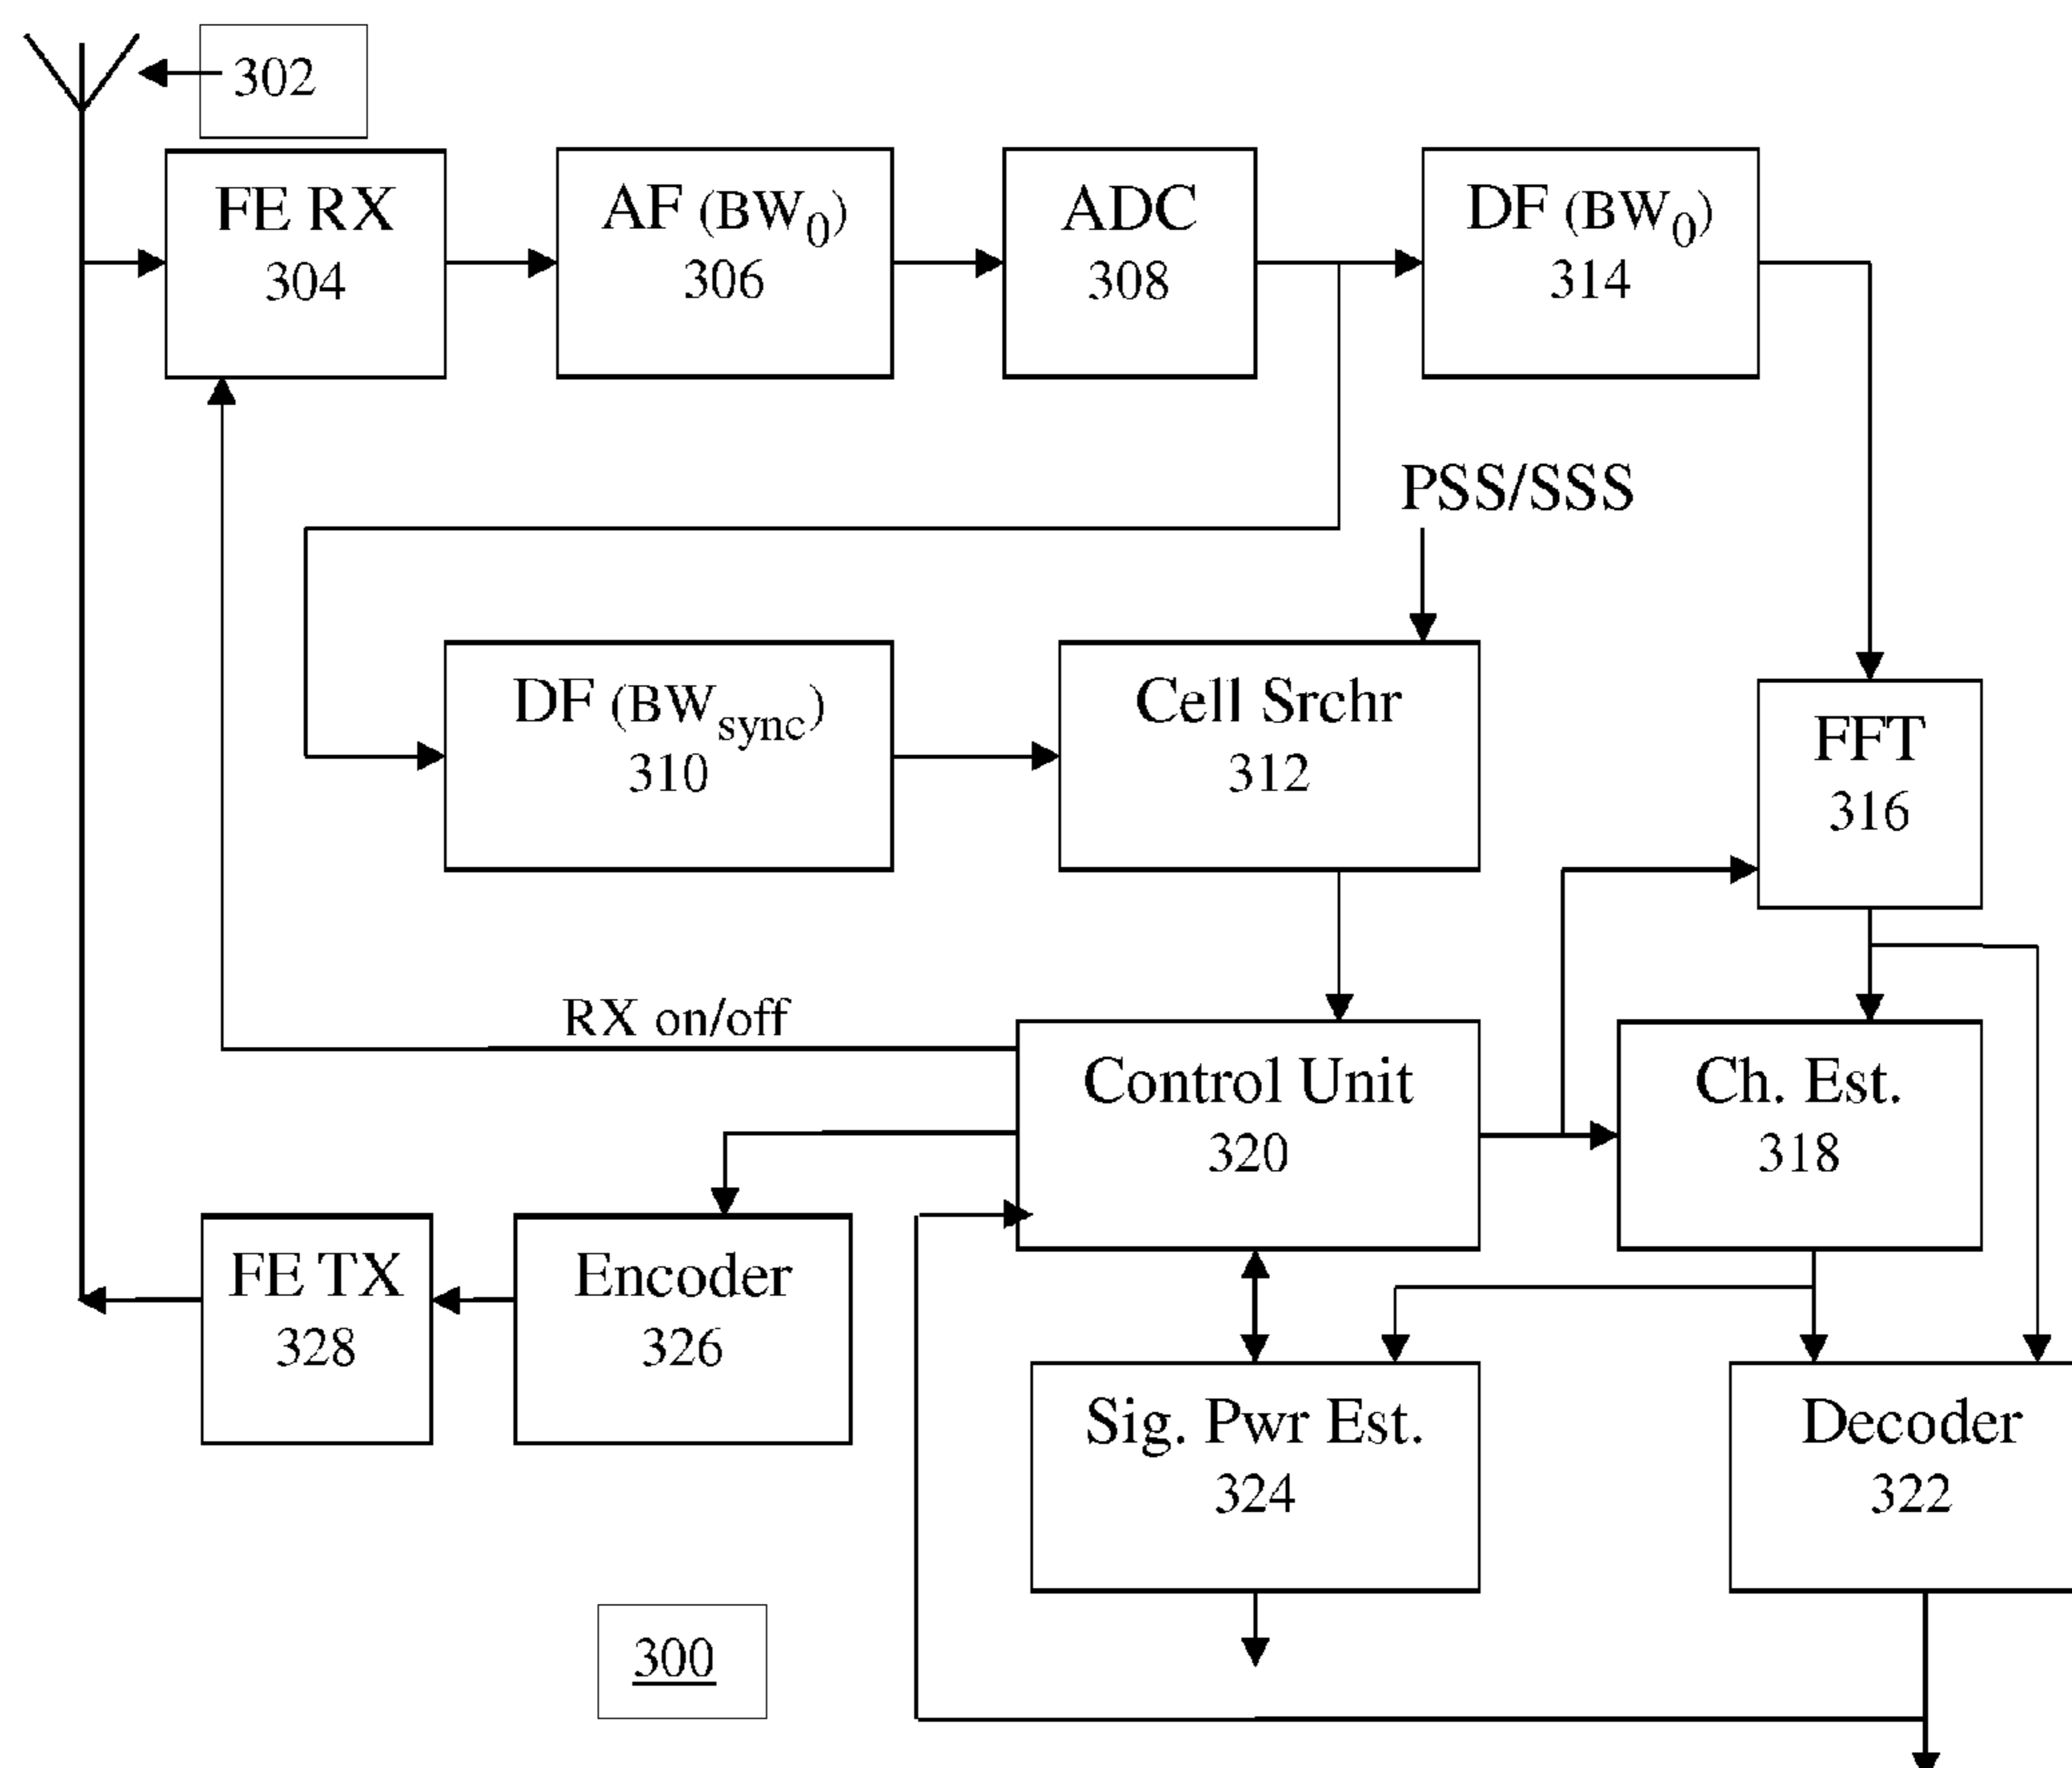 302
FE RX
304
AF (BW0)
306
ADC
308
DF (BW0)
314
PSS/SSS
DF (BWsync)
310
Cell Srchr
312
FFT
316
RX on/off
Control Unit
320
Ch. Est.
318
FE TX
328
Encoder
326
Sig. Pwr Est.
324
Decoder
322
300